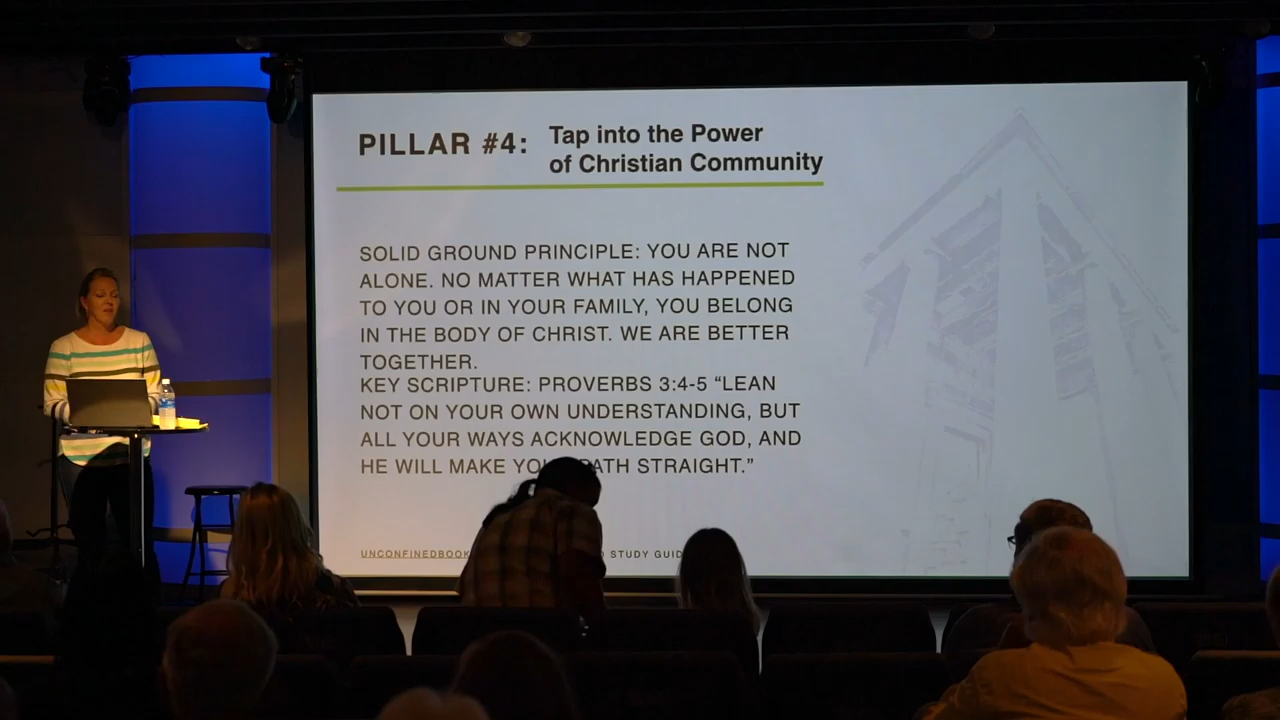 PILLAR #4:
Tap into the Power
of Christian Community
SOLID GROUND PRINCIPLE: YOU ARE NOT
ALONE. NO MATTER WHAT HAS HAPPENED
TO YOU OR IN YOUR FAMILY, YOU BELONG
IN THE BODY OF CHRIST. WE ARE BETTER
TOGETHER.
KEY SCRIPTURE: PROVERBS 3:4-5 “LEAN
NOT ON YOUR OWN UNDERSTANDING, BUT
ALL YOUR WAYS ACKNOWLEDGE GOD, AND
HE WILL MAKE PATH STRAIGHT.”
STUDY